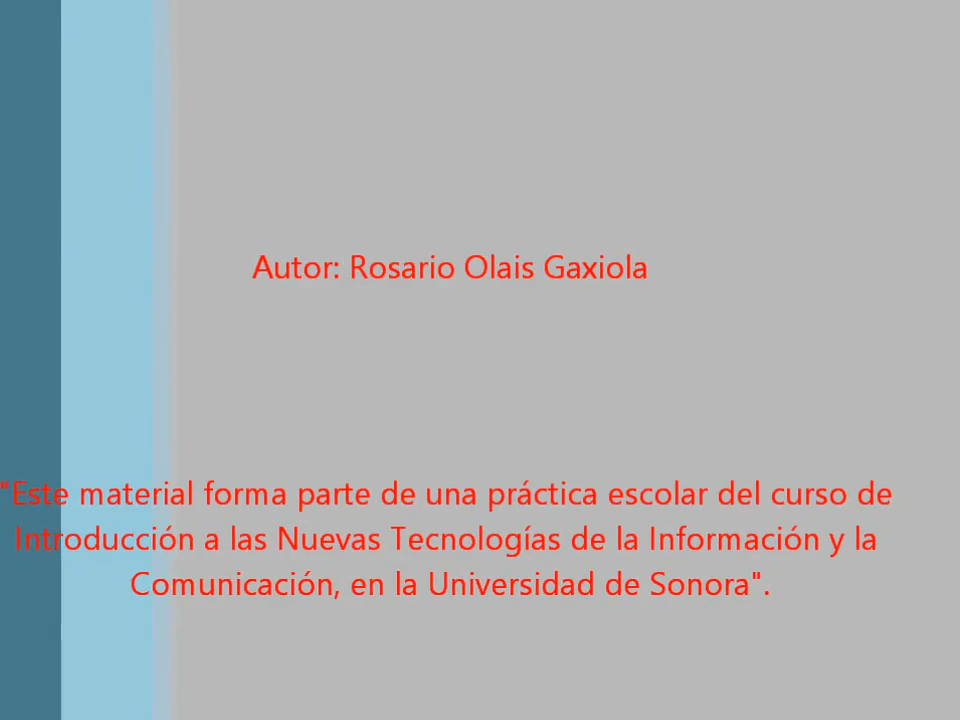 Autor: Rosario Olais Gaxiola
"Este material forma parte de una práctica escolar del curso de
Introducción a las Nuevas Tecnologías de la Información y la
Comunicación, en la Universidad de Sonora".